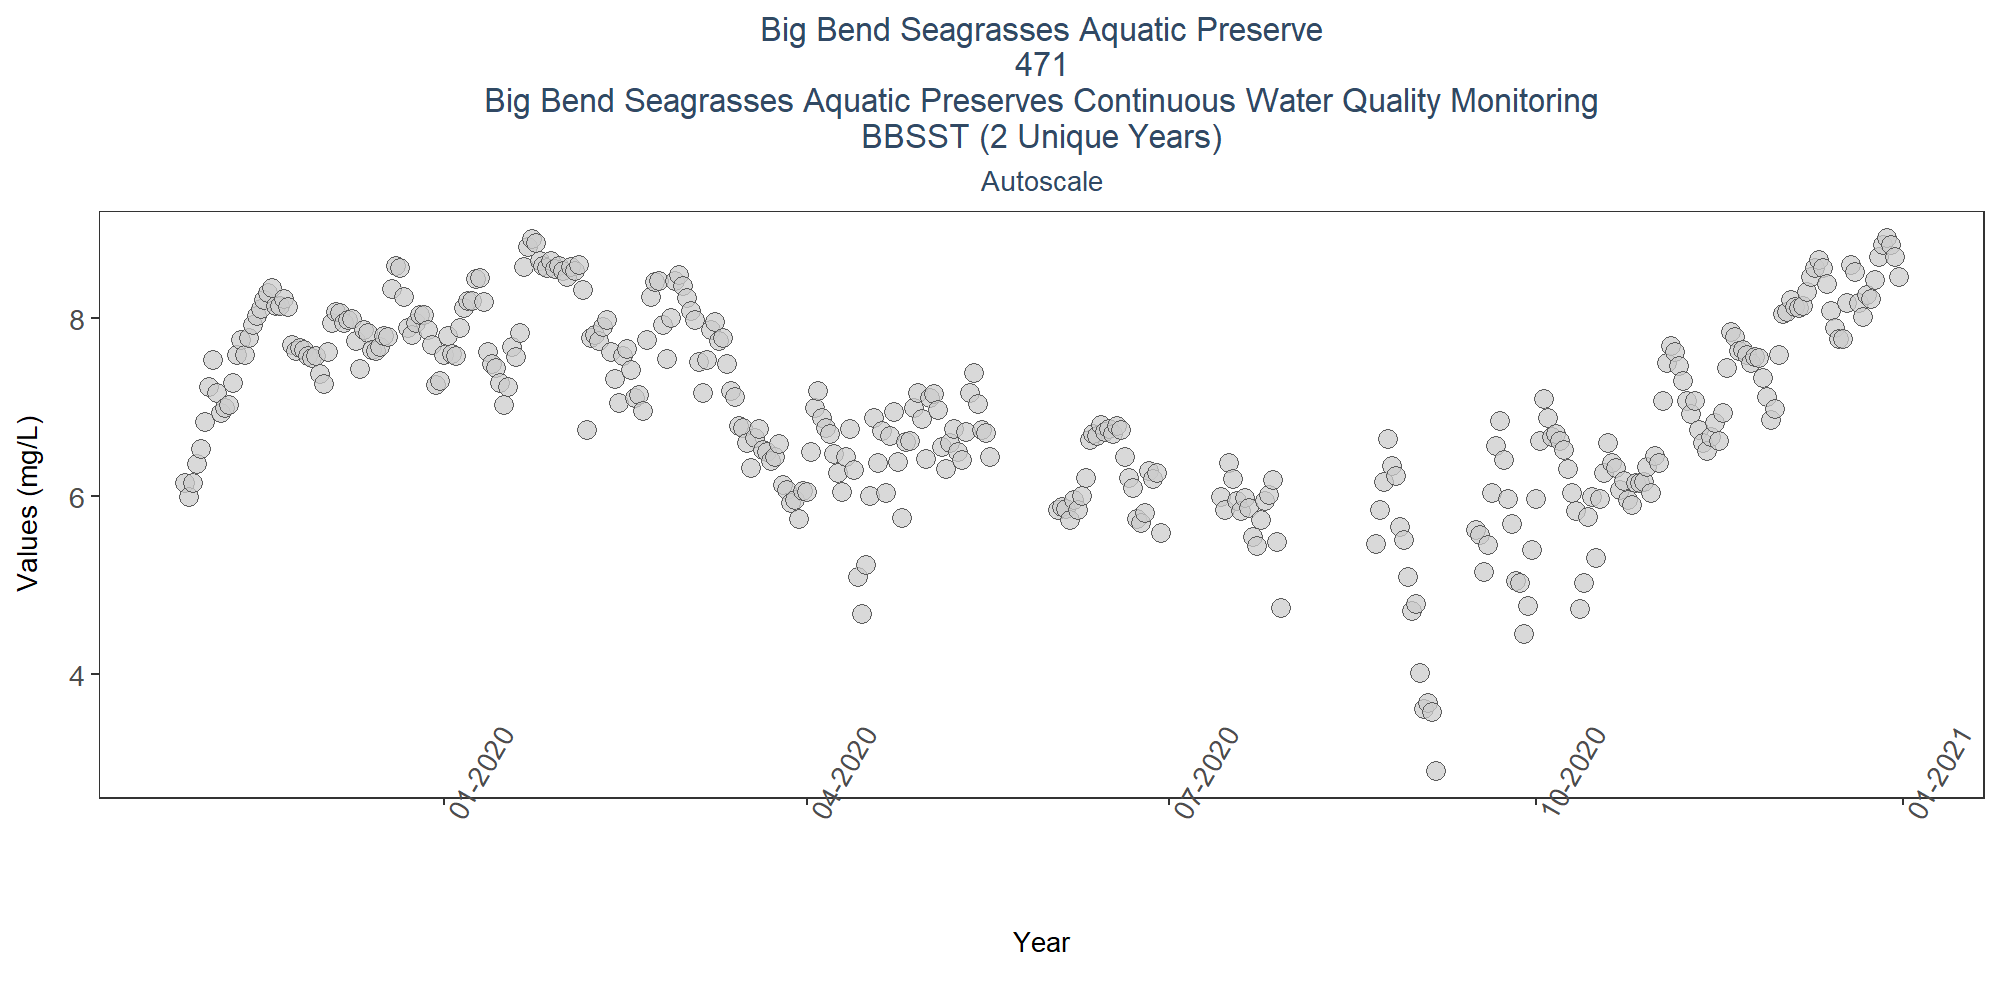 Big Bend Seagrasses Aquatic Preserve
471
Big Bend Seagrasses Aquatic Preserves Continuous Water Quality Monitoring
BBSST (2 Unique Years)
Autoscale
Values (mg/L)
8
6
4
01-2020
04-2020
07-2020
10-2020
01-2021
Year